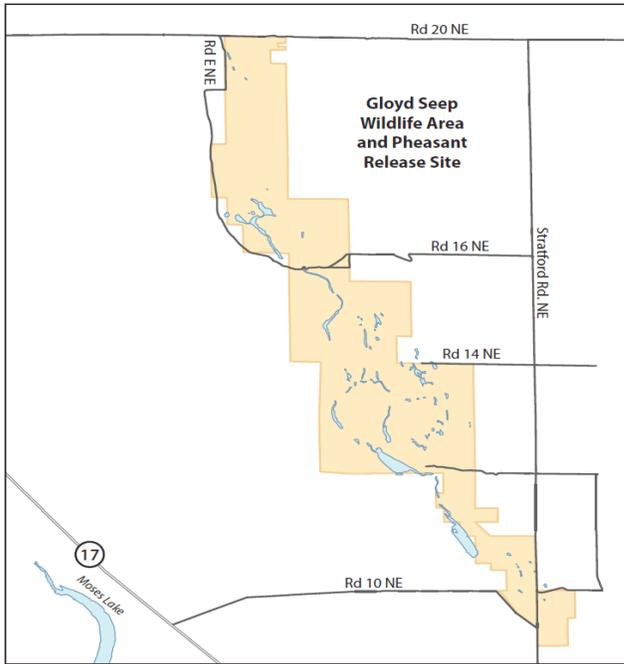 Rd 20 NE
Rd E NE
Gloyd Seep
Wildlife Area
and Pheasant
Release Site
Stratford Rd. NE
Rd 16 NE
Rd 14 NE
17
Moses Lake
Rd 10 NE